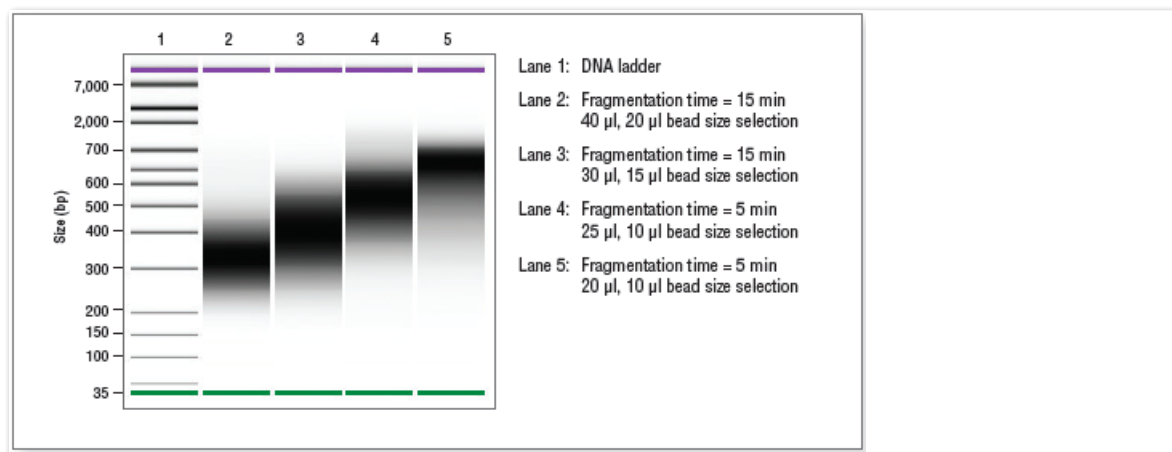 1 2 3 4 5
7,000
2,000
700
600
500
400
300
200
150
100
35
Size (bp)
Lane 1: DNA ladder
Lane 2: Fragmentation time = 15 min
40 µl, 20 µl bead size selection
Lane 3: Fragmentation time = 15 min
30 µl, 15 µl bead size selection
Lane 4: Fragmentation time = 5 min
25 µl, 10 µl bead size selection
Lane 5: Fragmentation time = 5 min
20 µl, 10 µl bead size selection